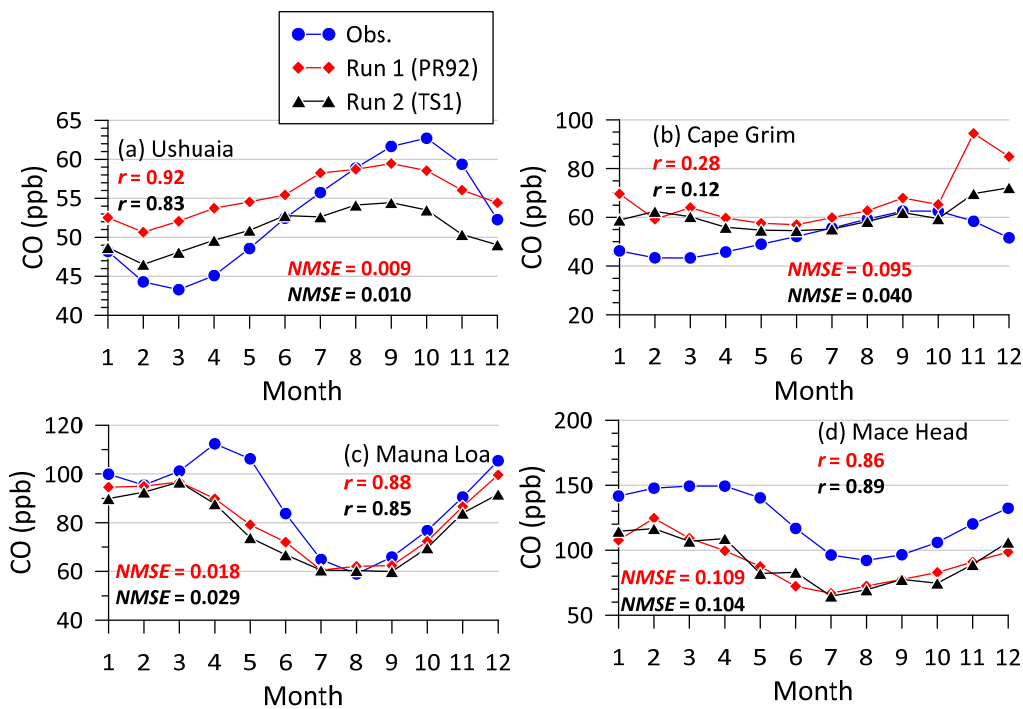 Obs.
Run 1 (PR92)
Run 2 (TS1)
65
60
55
50
45
40
CO (ppb)
(a) Ushuaia
r = 0.92
r = 0.83
NMSE = 0.009
NMSE = 0.010
1 2 3 4 5 6 7 8 9 10 11 12
Month
100
80
60
40
20
CO (ppb)
(b) Cape Grim
r = 0.28
r = 0.12
NMSE = 0.095
NMSE = 0.040
1 2 3 4 5 6 7 8 9 10 11 12
Month
120
100
80
60
40
CO (ppb)
(c) Mauna Loa
r = 0.88
r = 0.85
NMSE = 0.018
NMSE = 0.029
1 2 3 4 5 6 7 8 9 10 11 12
Month
200
150
100
50
CO (ppb)
(d) Mace Head
r = 0.86
r = 0.89
NMSE = 0.109
NMSE = 0.104
1 2 3 4 5 6 7 8 9 10 11 12
Month